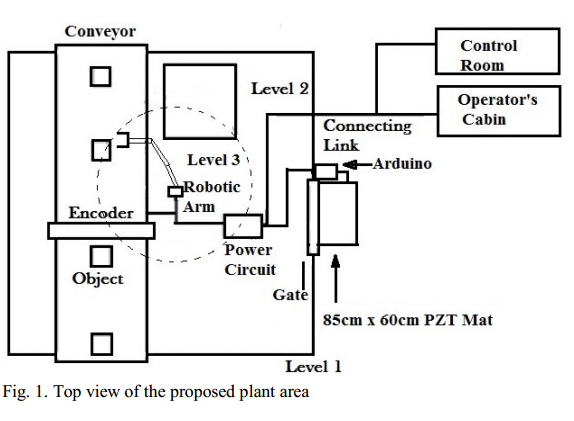 Conveyor
Control
Room
Level 2
Operator's
Cabin
Connecting
Link
Arduino
Level 3
Robotic
Arm
Encoder
Power
Circuit
Object
Gate
85cm x 60cm PZT Mat
Level 1
Fig. 1. Top view of the proposed plant area